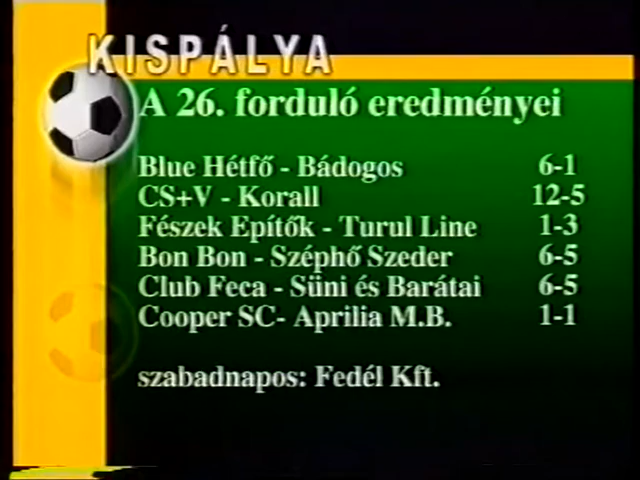 KISPÁLYA
A 26. forduló eredményei
Blue Hétfő - Bádogos 6-1
CS+V - Korall 12-5
Fészek Epítők - Turul Line 1-3
Bon Bon - Széphő Szeder 6-5
Club Feca - Süni és Barátai 6-5
Cooper SC- Aprilia M.B. 1-1
szabadnapos: Fedél Kft.